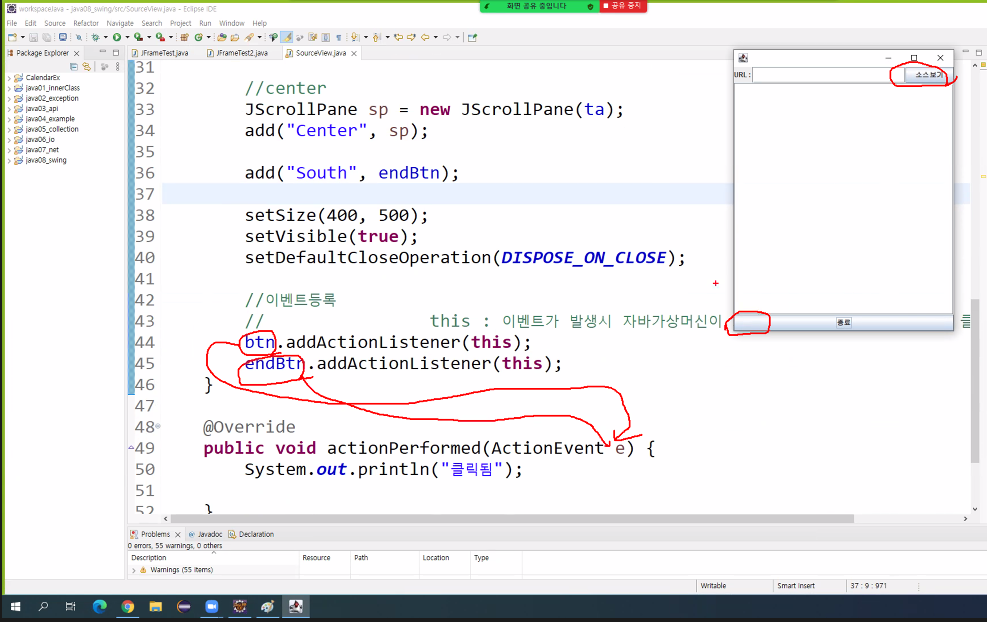 workspaceJava - java08_swing/src/SourceView.java - Eclipse IDE
화면 공유 중입니다
공유 중지
File Edit Source Refactor Navigate Search Project Run Window Help
Package Explorer
JFrameTest.java
JFrameTest2.java
SourceView.java
CalendarEx
java01_innerClass
java02_exception
java03_api
java04_example
java05_collection
java06_io
java07_net
java08_swing
31
32 //center
33 JScrollPane sp = new JScrollPane(ta);
34 add("Center", sp);
35
36 add("South", endBtn);
37
38 setSize(400, 500);
39 setVisible(true);
40 setDefaultCloseOperation(DISPOSE_ON_CLOSE);
41
42 //이벤트등록
43 // this : 이벤트가 발생시 자바가상머신이
44 btn.addActionListener(this);
45 endBtn.addActionListener(this);
46 }
47
48 @Override
49 public void actionPerformed(ActionEvent e) {
50 System.out.println("클릭됨");
51
52 }
URL :
소스보기
종료
Problems Javadoc Declaration
0 errors, 55 warnings, 0 others
Description Resource Path Location Type
Warnings (55 items)
Writable Smart Insert 37 : 9 : 971